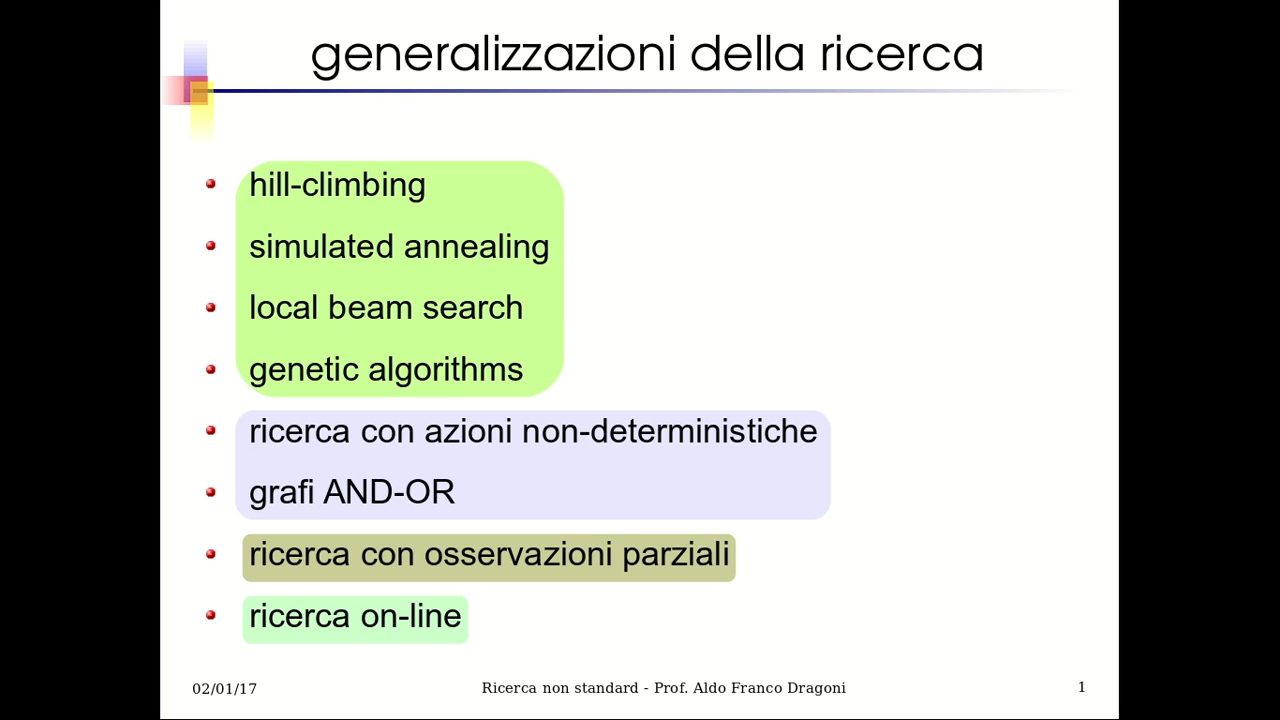 generalizzazioni della ricerca
hill-climbing
simulated annealing
local beam search
genetic algorithms
ricerca con azioni non-deterministiche
grafi AND-OR
ricerca con osservazioni parziali
ricerca on-line
02/01/17
Ricerca non standard - Prof. Aldo Franco Dragoni
1